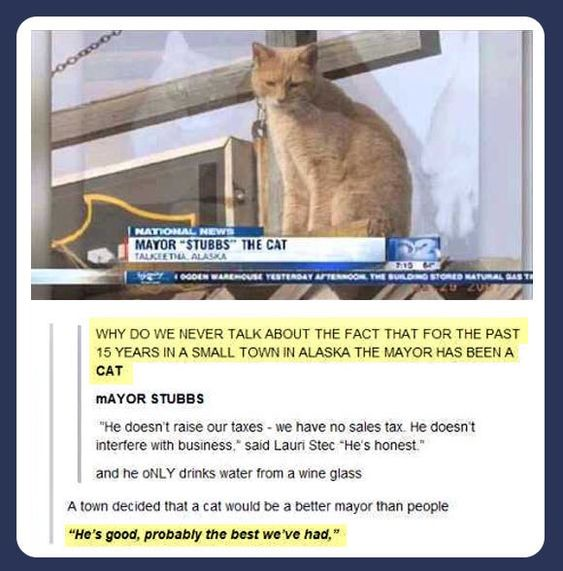 NATIONAL NEWS
MAYOR "STUBBS" THE CAT
TALKEETNA, ALASKA
7:15 64°
OGDEN WAREHOUSE YESTERDAY AFTERNOON. THE BUILDING STORED NATURAL GAS TA
WHY DO WE NEVER TALK ABOUT THE FACT THAT FOR THE PAST
15 YEARS IN A SMALL TOWN IN ALASKA THE MAYOR HAS BEEN A
CAT
mAYOR STUBBS
"He doesn't raise our taxes - we have no sales tax. He doesn't
interfere with business," said Lauri Stec "He's honest."
and he oNLY drinks water from a wine glass
A town decided that a cat would be a better mayor than people
"He's good, probably the best we've had,"